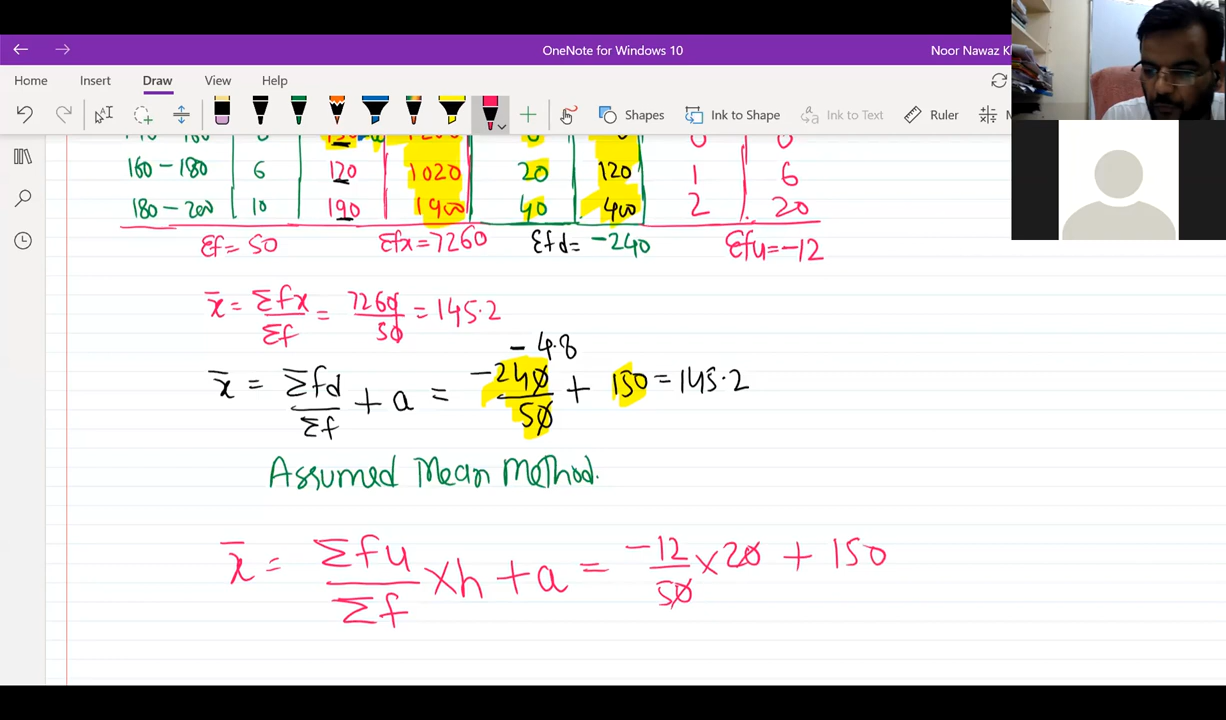 OneNote for Windows 10
Noor Nawaz K
Home Insert Draw View Help
Shapes Ink to Shape Ink to Text Ruler
160-180 6 120 1020 20 120 1 6
180-200 10 190 1900 40 400 2 20
Σf= 50 Σfx=7260 Σfd= -240 Σfu=-12
x̄ = Σfx/Σf = 7260/50 = 145.2
-4.8
x̄ = Σfd/Σf + a = -240/50 + 150 = 145.2
Assumed Mean Method.
x̄ = Σfu/Σf × h + a = -12/50 × 20 + 150